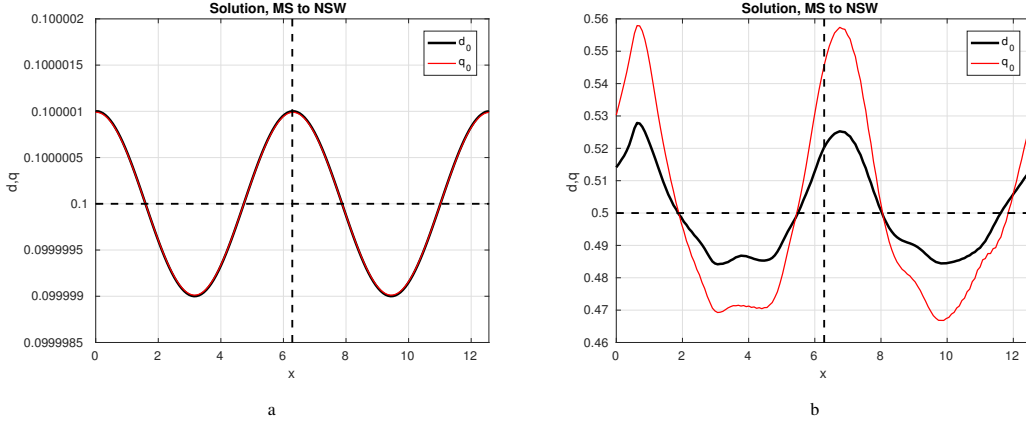 Solution, MS to NSW
0.100002
0.1000015
0.100001
0.1000005
0.1
0.0999995
0.099999
0.0999985
d,q
0 2 4 6 8 10 12
x
d0
q0
a
Solution, MS to NSW
0.56
0.55
0.54
0.53
0.52
0.51
0.5
0.49
0.48
0.47
0.46
d,q
0 2 4 6 8 10 12
x
d0
q0
b